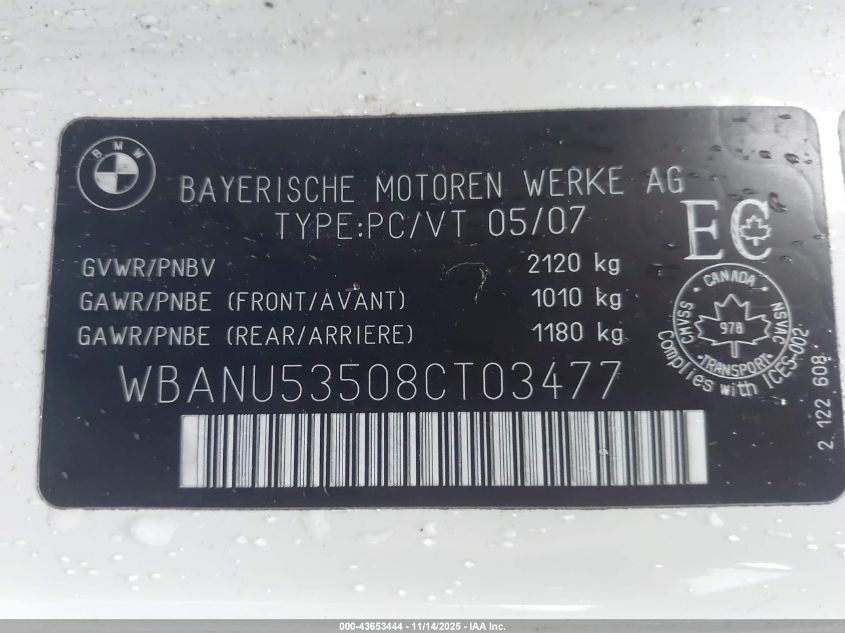 BMW
BAYERISCHE MOTOREN WERKE AG
TYPE:PC/VT 05/07
EC
GVWR/PNBV 2120 kg
GAWR/PNBE (FRONT/AVANT) 1010 kg
GAWR/PNBE (REAR/ARRIERE) 1180 kg
CANADA
CMVSS
NSVAC
978
TRANSPORT
Complies with ICES-002
WBANU53508CT03477
2 122 608
000-43653444 - 11/14/2025 - IAA Inc.